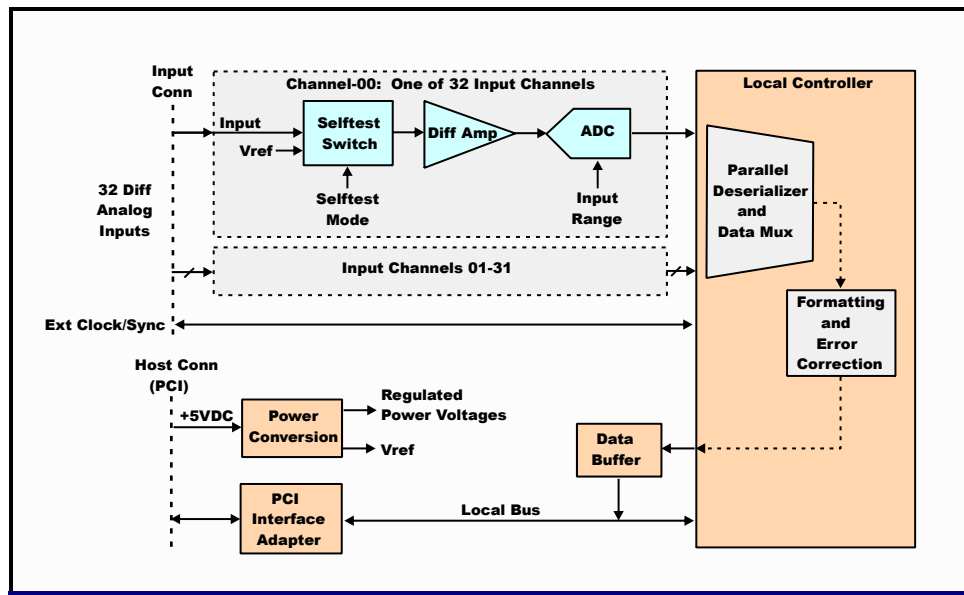 Input
Conn
Channel-00:  One of 32 Input Channels
Input
Vref
Selftest
Switch
Diff Amp
ADC
Selftest
Mode
Input
Range
32 Diff
Analog
Inputs
Input Channels 01-31
Ext Clock/Sync
Local Controller
Parallel
Deserializer
and
Data Mux
Formatting
and
Error
Correction
Host Conn
(PCI)
+5VDC
Power
Conversion
Regulated
Power Voltages
Vref
Data
Buffer
PCI
Interface
Adapter
Local Bus